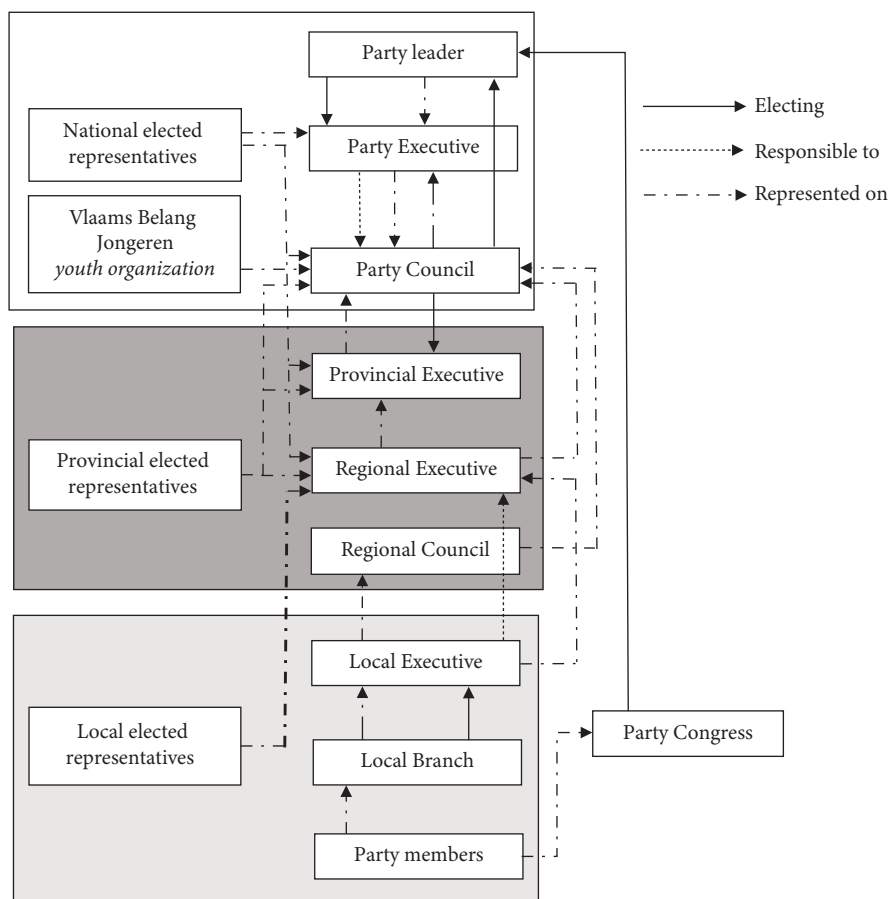 Party leader
Electing
National elected
representatives
Party Executive
Responsible to
Represented on
Vlaams Belang
Jongeren
youth organization
Party Council
Provincial Executive
Provincial elected
representatives
Regional Executive
Regional Council
Local Executive
Local elected
representatives
Party Congress
Local Branch
Party members